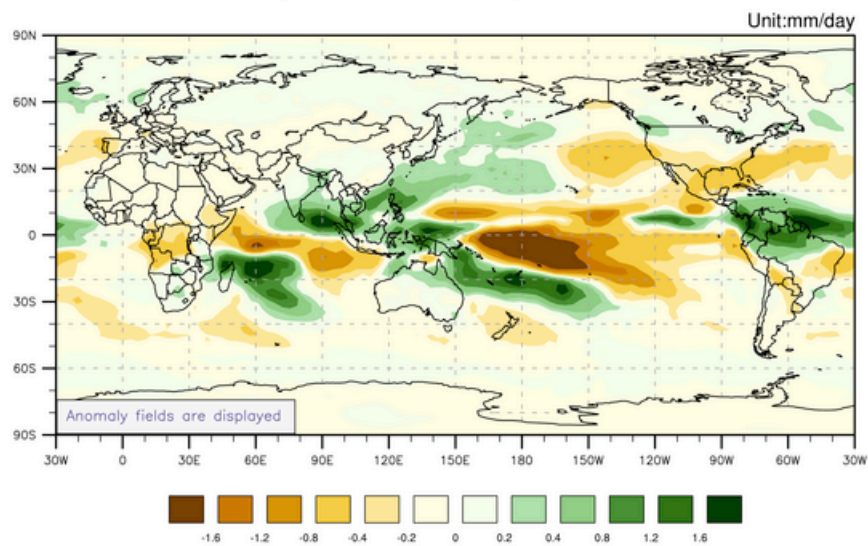 Unit:mm/day
90N
60N
30N
0
30S
60S
90S
Anomaly fields are displayed
30W 0 30E 60E 90E 120E 150E 180 150W 120W 90W 60W 30W
-1.6 -1.2 -0.8 -0.4 -0.2 0 0.2 0.4 0.8 1.2 1.6